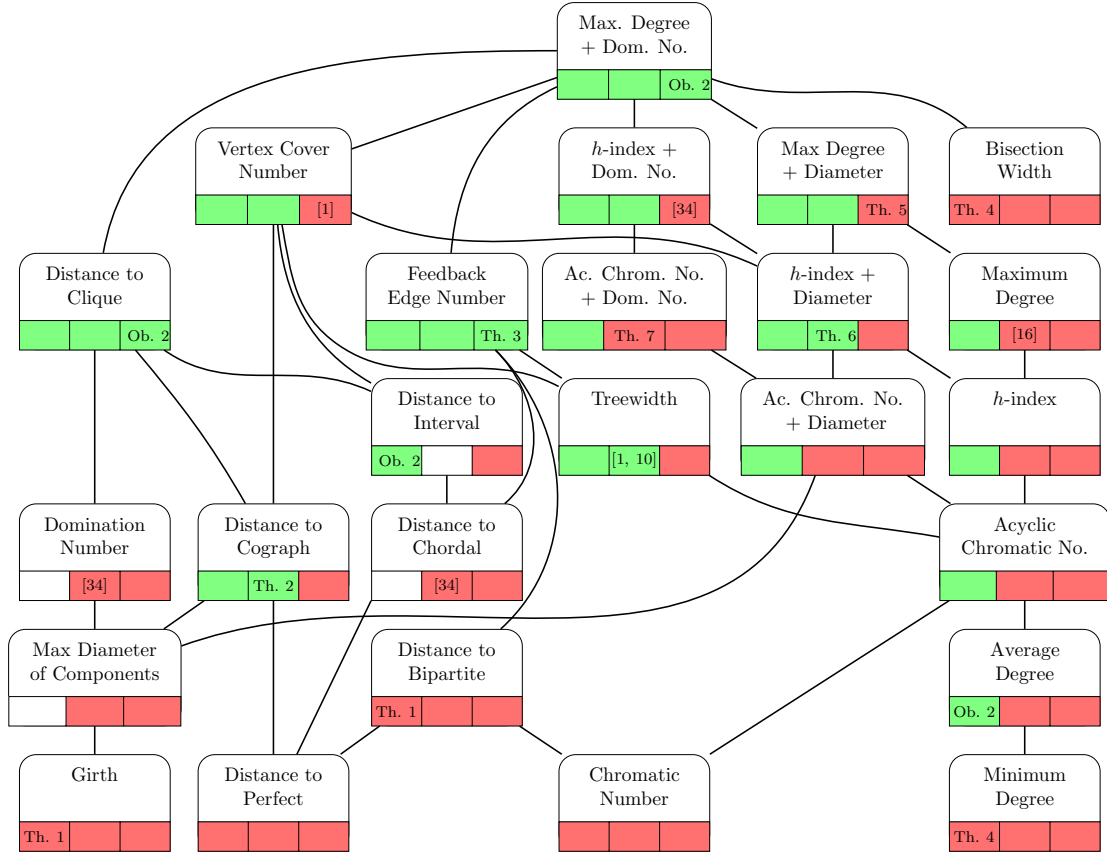 Max. Degree
+ Dom. No.
Ob. 2
Vertex Cover
Number
[1]
h-index +
Dom. No.
[34]
Max Degree
+ Diameter
Th. 5
Bisection
Width
Th. 4
Distance to
Clique
Ob. 2
Feedback
Edge Number
Th. 3
Ac. Chrom. No.
+ Dom. No.
Th. 7
h-index +
Diameter
Th. 6
Maximum
Degree
[16]
Distance to
Interval
Ob. 2
Treewidth
[1, 10]
Ac. Chrom. No.
+ Diameter
h-index
Domination
Number
[34]
Distance to
Cograph
Th. 2
Distance to
Chordal
[34]
Acyclic
Chromatic No.
Max Diameter
of Components
Distance to
Bipartite
Th. 1
Average
Degree
Ob. 2
Girth
Th. 1
Distance to
Perfect
Chromatic
Number
Minimum
Degree
Th. 4